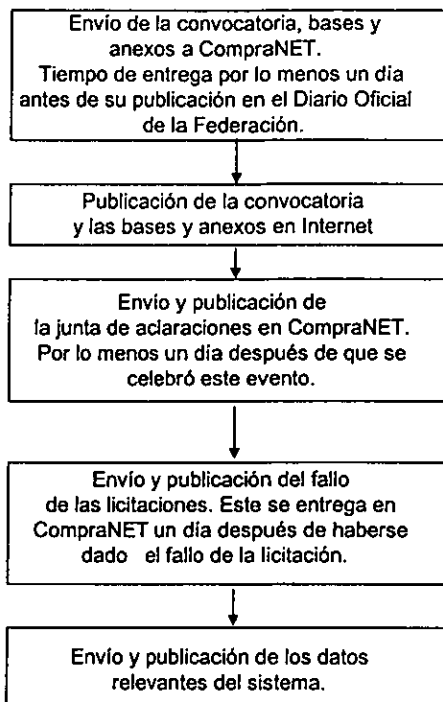 Envío de la convocatoria, bases y
anexos a CompraNET.
Tiempo de entrega por lo menos un día
antes de su publicación en el Diario Oficial
de la Federación.
Publicación de la convocatoria
y las bases y anexos en Internet
Envío y publicación de
la junta de aclaraciones en CompraNET.
Por lo menos un día después de que se
celebró este evento.
Envío y publicación del fallo
de las licitaciones. Este se entrega en
CompraNET un día después de haberse
dado el fallo de la licitación.
Envío y publicación de los datos
relevantes del sistema.